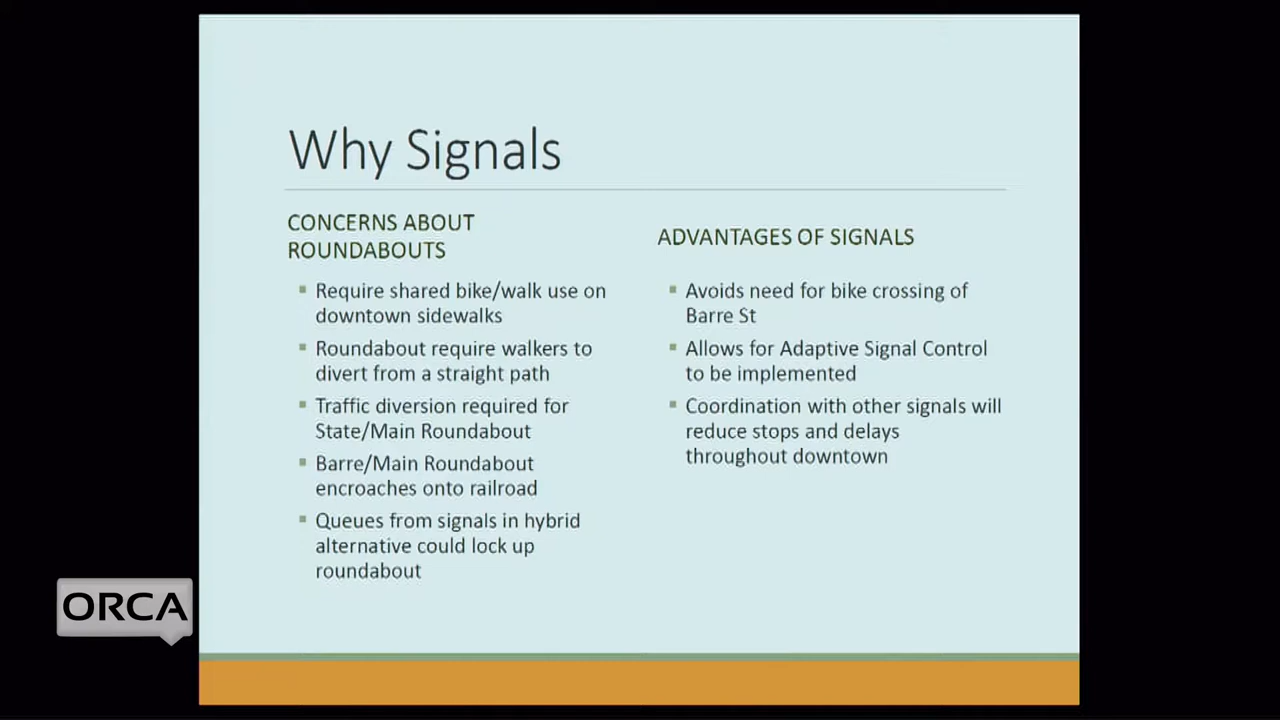 Why Signals
CONCERNS ABOUT
ROUNDABOUTS
Require shared bike/walk use on
downtown sidewalks
Roundabout require walkers to
divert from a straight path
Traffic diversion required for
State/Main Roundabout
Barre/Main Roundabout
encroaches onto railroad
Queues from signals in hybrid
alternative could lock up
roundabout
ADVANTAGES OF SIGNALS
Avoids need for bike crossing of
Barre St
Allows for Adaptive Signal Control
to be implemented
Coordination with other signals will
reduce stops and delays
throughout downtown
ORCA